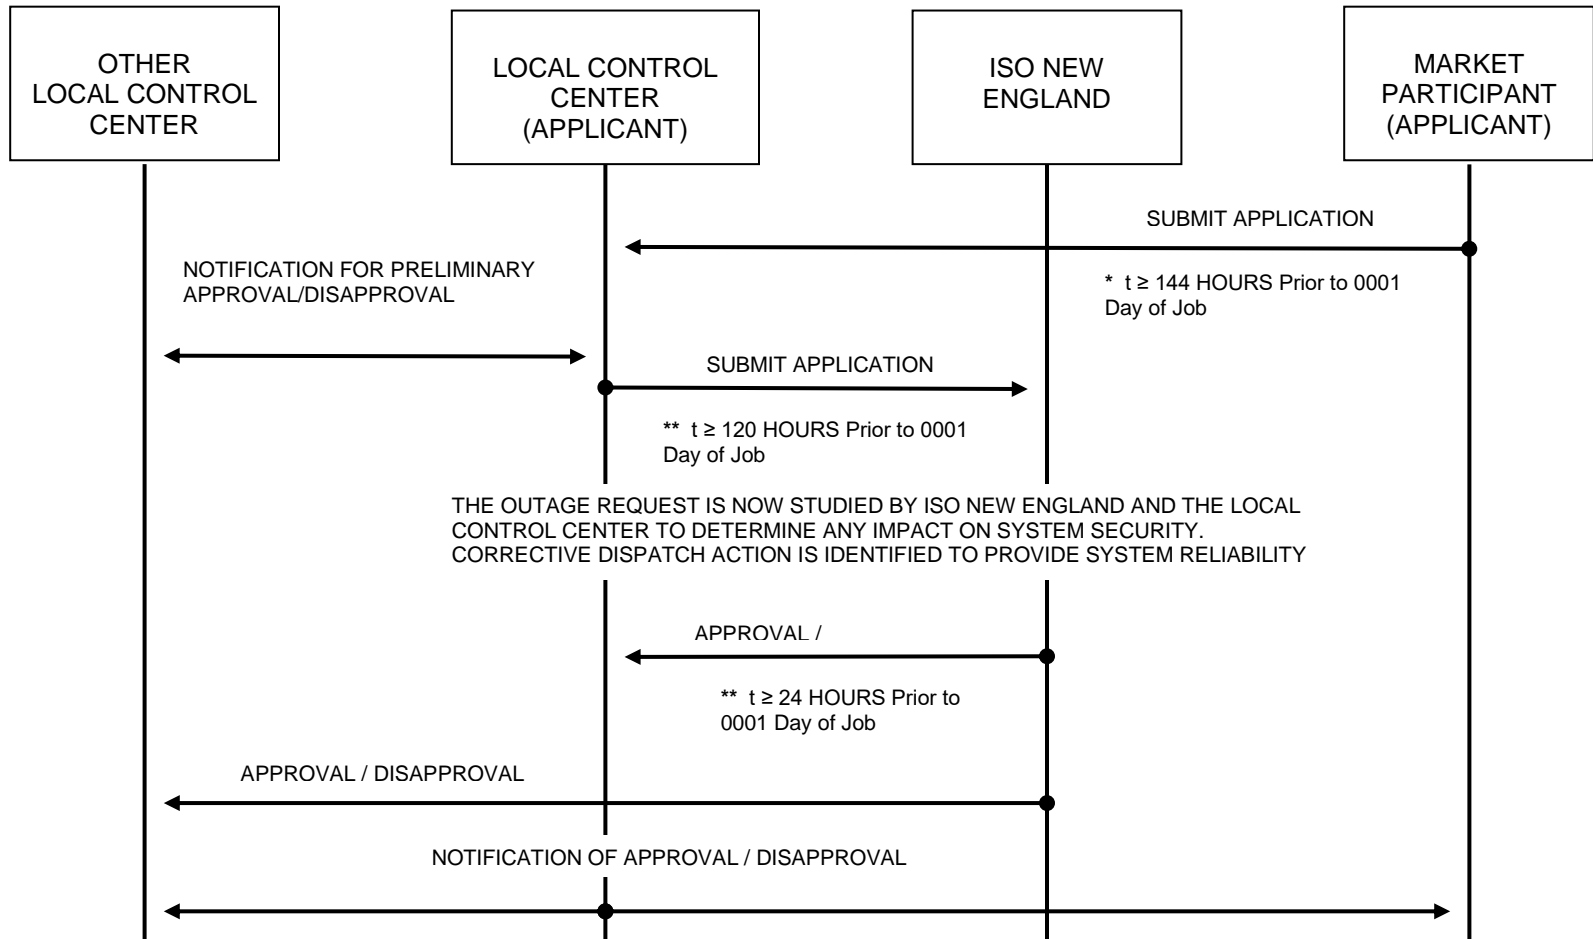 OTHER
LOCAL CONTROL
CENTER
LOCAL CONTROL
CENTER
(APPLICANT)
ISO NEW
ENGLAND
MARKET
PARTICIPANT
(APPLICANT)
SUBMIT APPLICATION
* t ≥ 144 HOURS Prior to 0001
Day of Job
NOTIFICATION FOR PRELIMINARY
APPROVAL/DISAPPROVAL
SUBMIT APPLICATION
** t ≥ 120 HOURS Prior to 0001
Day of Job
THE OUTAGE REQUEST IS NOW STUDIED BY ISO NEW ENGLAND AND THE LOCAL
CONTROL CENTER TO DETERMINE ANY IMPACT ON SYSTEM SECURITY.
CORRECTIVE DISPATCH ACTION IS IDENTIFIED TO PROVIDE SYSTEM RELIABILITY
APPROVAL /
** t ≥ 24 HOURS Prior to
0001 Day of Job
APPROVAL / DISAPPROVAL
NOTIFICATION OF APPROVAL / DISAPPROVAL